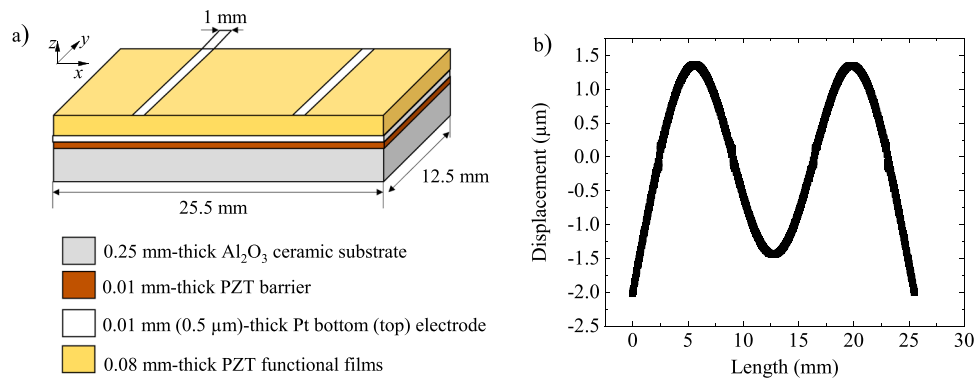 a)
1 mm
z
y
x
12.5 mm
25.5 mm
0.25 mm-thick Al₂O₃ ceramic substrate
0.01 mm-thick PZT barrier
0.01 mm (0.5 µm)-thick Pt bottom (top) electrode
0.08 mm-thick PZT functional films
b)
Displacement (µm)
1.5
1.0
0.5
0.0
-0.5
-1.0
-1.5
-2.0
-2.5
0 5 10 15 20 25 30
Length (mm)